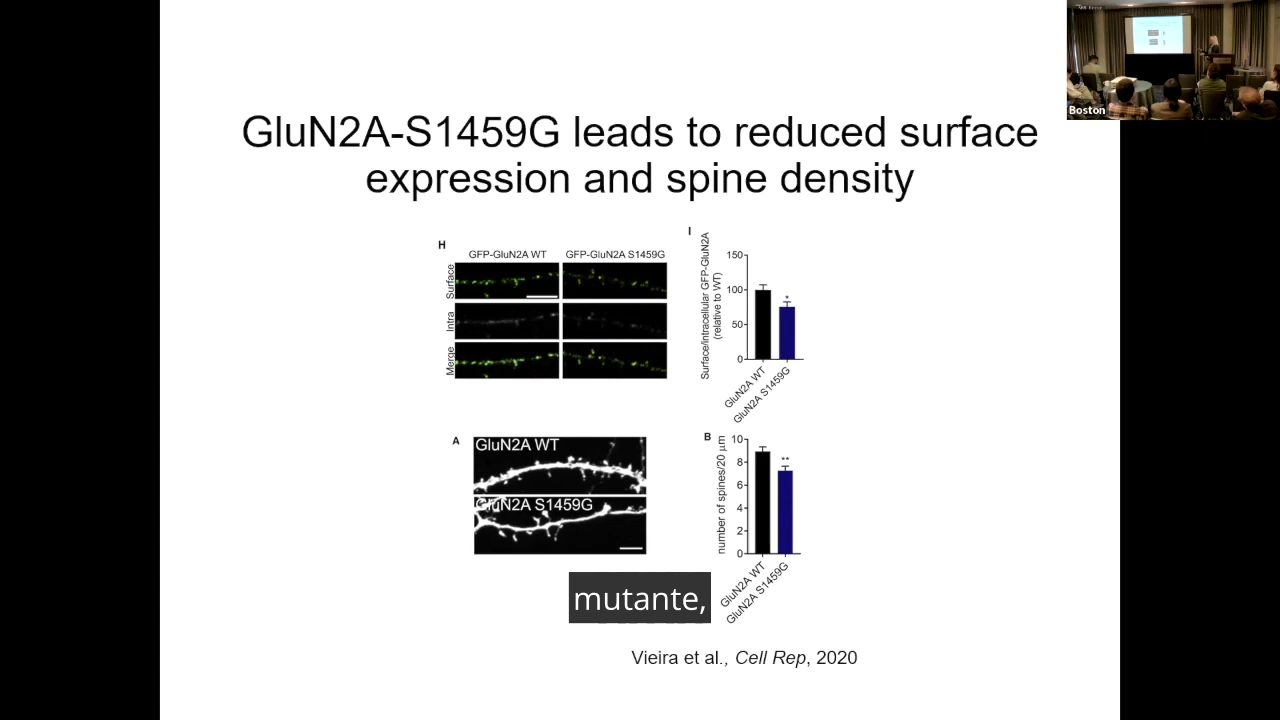 Boston
GluN2A-S1459G leads to reduced surface
expression and spine density
H
GFP-GluN2A WT
GFP-GluN2A S1459G
Surface
Intra
Merge
I
Surface/intracellular GFP-GluN2A
(relative to WT)
150
100
50
0
*
GluN2A WT
GluN2A S1459G
A
GluN2A WT
GluN2A S1459G
B
number of spines/20 μm
10
8
6
4
2
0
**
GluN2A WT
GluN2A S1459G
mutante,
Vieira et al., Cell Rep, 2020